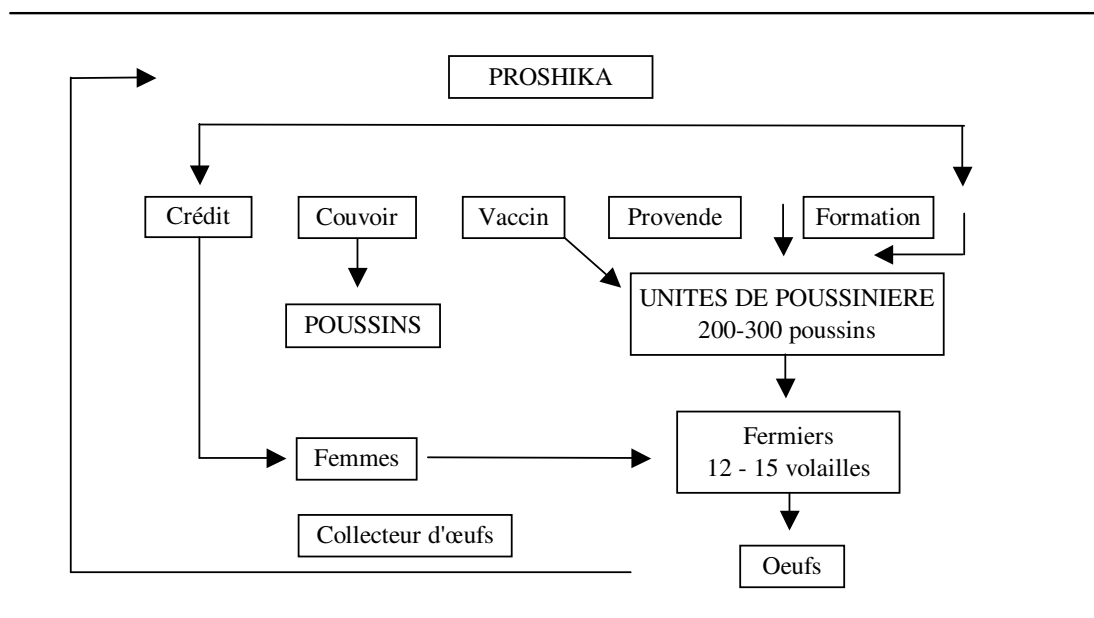 PROSHIKA
Crédit
Couvoir
Vaccin
Provende
Formation
UNITES DE POUSSINIERE
200-300 poussins
POUSSINS
Fermiers
12 - 15 volailles
Femmes
Collecteur d'œufs
Oeufs